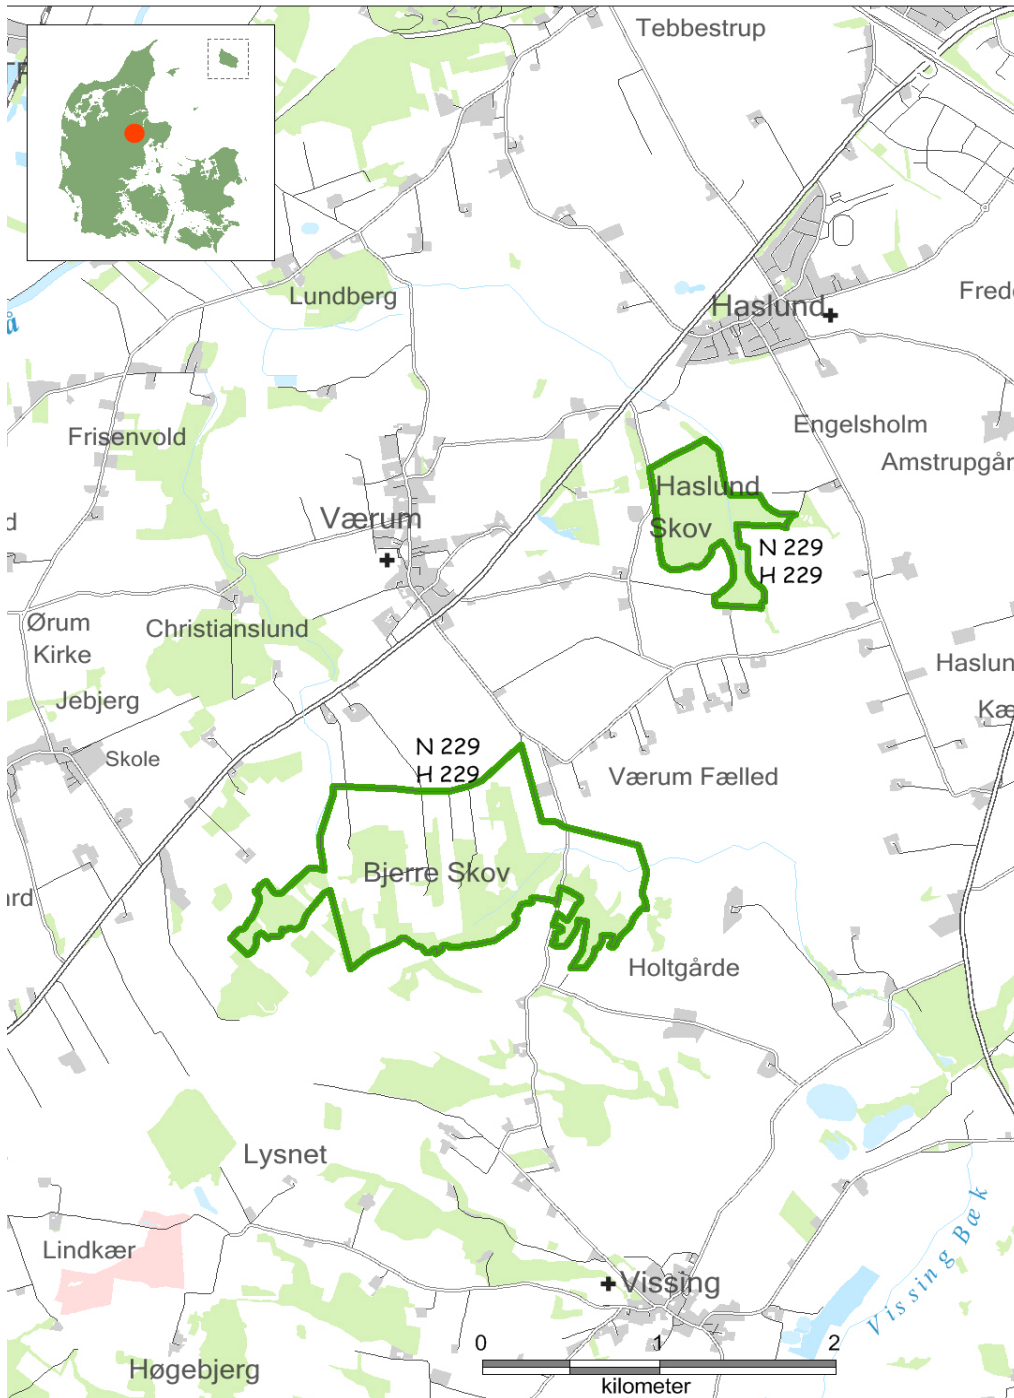 Tebbestrup
Lundberg
Haslund
å
Frisenvold
Engelsholm
Haslund
Skov
Værum
N 229
H 229
Ørum
Kirke
Christianslund
Jebjerg
Skole
N 229
H 229
Værum Fælled
Bjerre Skov
Holtgårde
Lysnet
Lindkær
Vissing
Vissing Bæk
Høgebjerg
0 1 2
kilometer